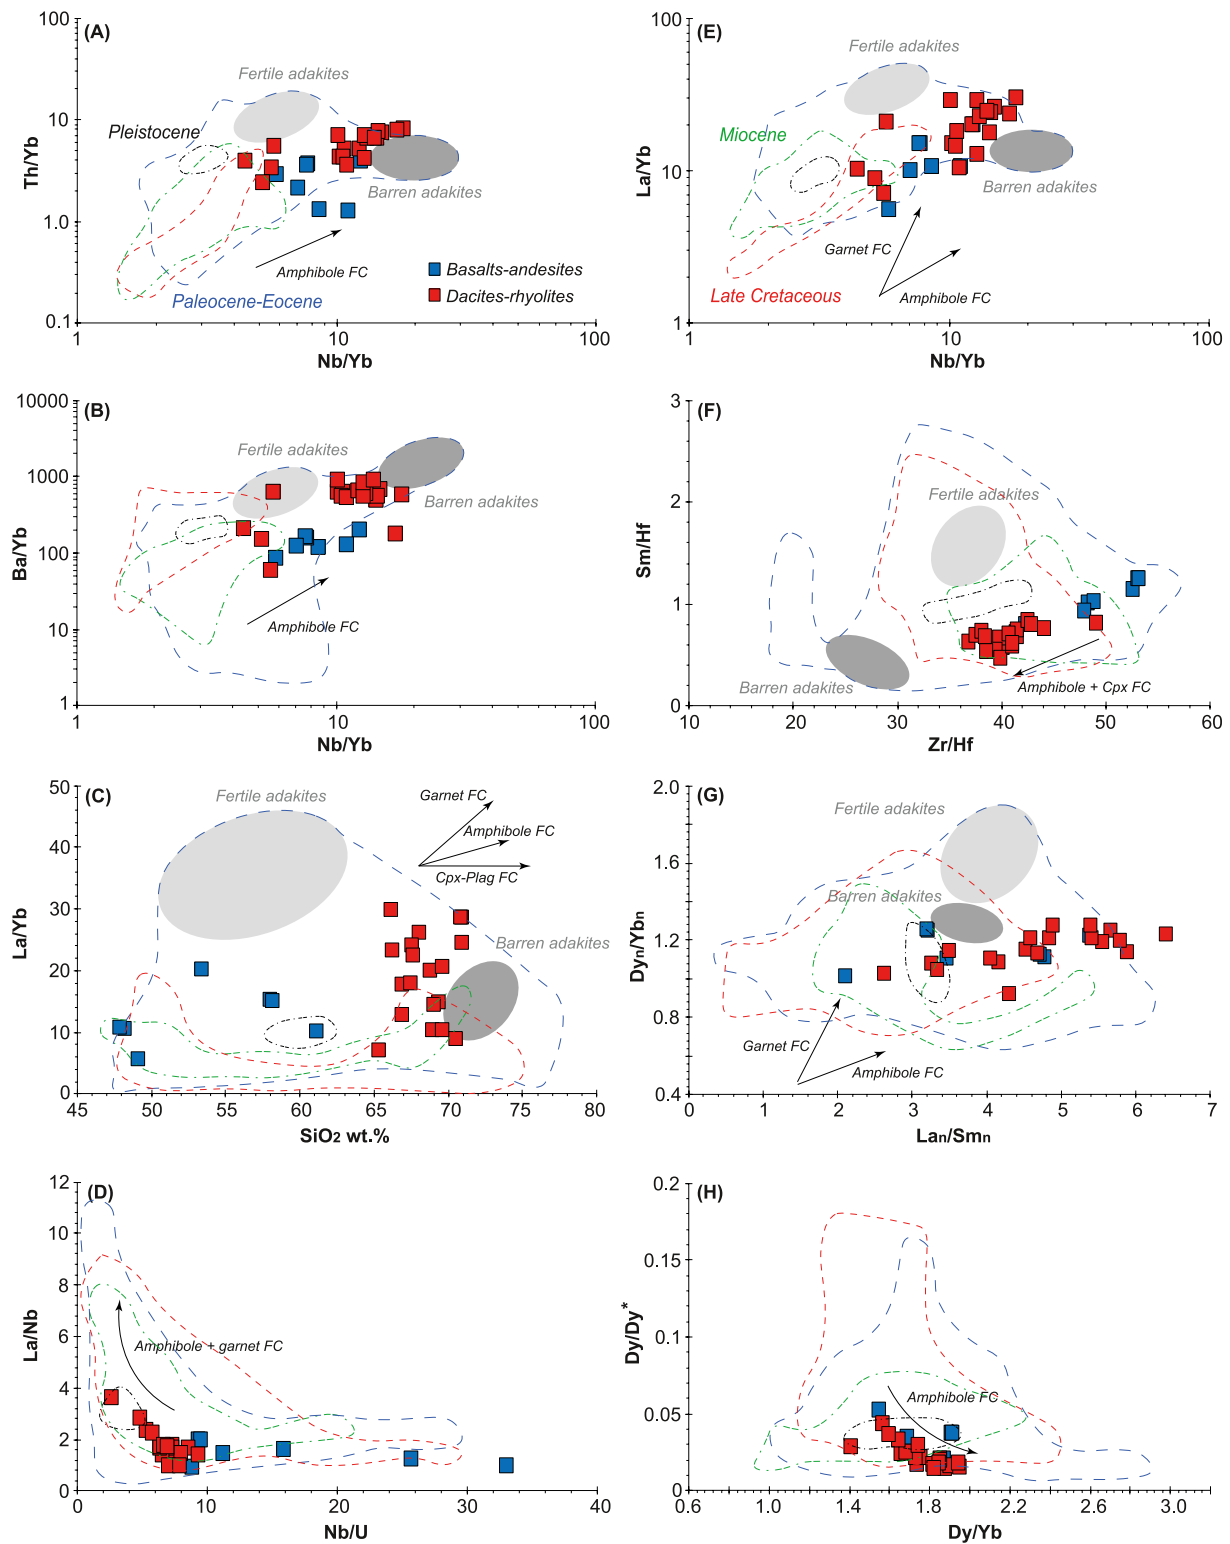 (A)
100
10
1.0
0.1
Th/Yb
Fertile adakites
Pleistocene
Barren adakites
Amphibole FC
Paleocene-Eocene
Basalts-andesites
Dacites-rhyolites
1
10
100
Nb/Yb
(E)
100
10
1
La/Yb
Fertile adakites
Miocene
Barren adakites
Garnet FC
Late Cretaceous
Amphibole FC
1
10
100
Nb/Yb
(B)
10000
1000
100
10
1
Ba/Yb
Fertile adakites
Barren adakites
Amphibole FC
1
10
100
Nb/Yb
(F)
3
2
1
0
Sm/Hf
Fertile adakites
Barren adakites
Amphibole + Cpx FC
10
20
30
40
50
60
Zr/Hf
(C)
50
40
30
20
10
0
La/Yb
Fertile adakites
Garnet FC
Amphibole FC
Cpx-Plag FC
Barren adakites
45
50
55
60
65
70
75
80
SiO2 wt.%
(G)
2.0
1.6
1.2
0.8
0.4
Dyn/Ybn
Fertile adakites
Barren adakites
Garnet FC
Amphibole FC
0
1
2
3
4
5
6
7
Lan/Smn
(D)
12
10
8
6
4
2
0
La/Nb
Amphibole + garnet FC
0
10
20
30
40
Nb/U
(H)
0.2
0.15
0.1
0.05
0
Dy/Dy*
Amphibole FC
0.6
1.0
1.4
1.8
2.2
2.6
3.0
Dy/Yb